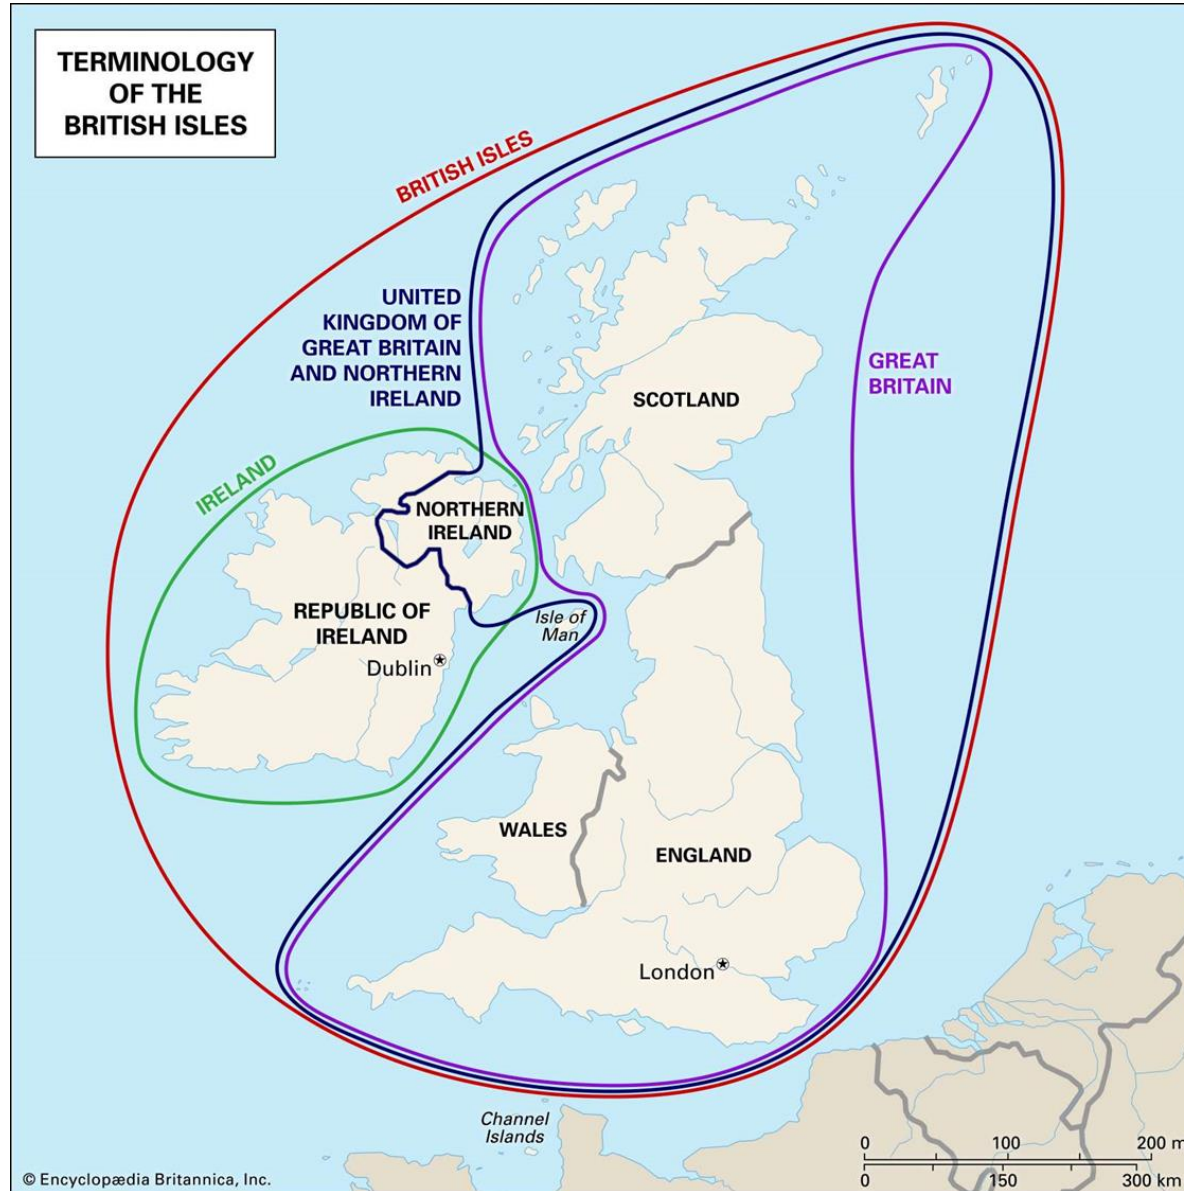 TERMINOLOGY
OF THE
BRITISH ISLES
BRITISH ISLES
UNITED
KINGDOM OF
GREAT BRITAIN
AND NORTHERN
IRELAND
GREAT
BRITAIN
SCOTLAND
IRELAND
NORTHERN
IRELAND
REPUBLIC OF
IRELAND
Isle of
Man
Dublin
WALES
ENGLAND
London
Channel
Islands
0 100 200 m
0 150 300 km
© Encyclopædia Britannica, Inc.